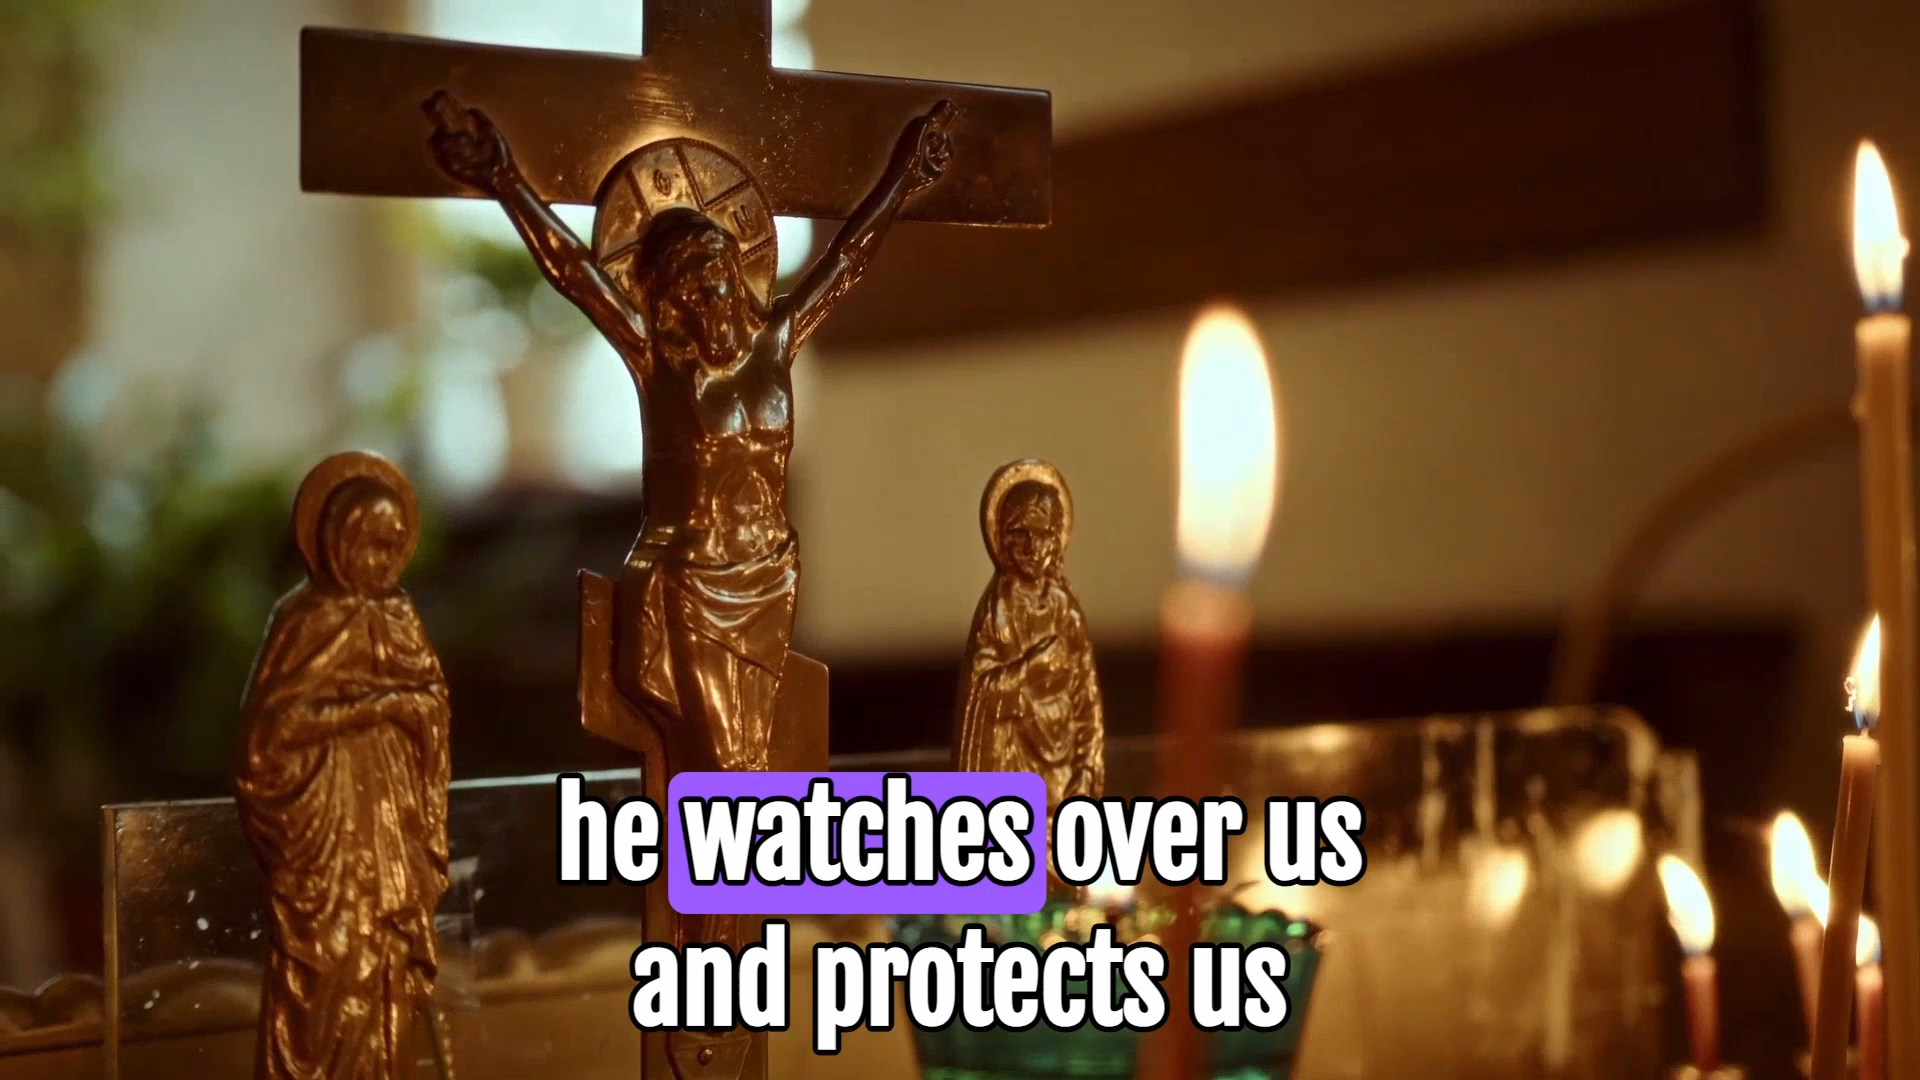 he watches over us
and protects us